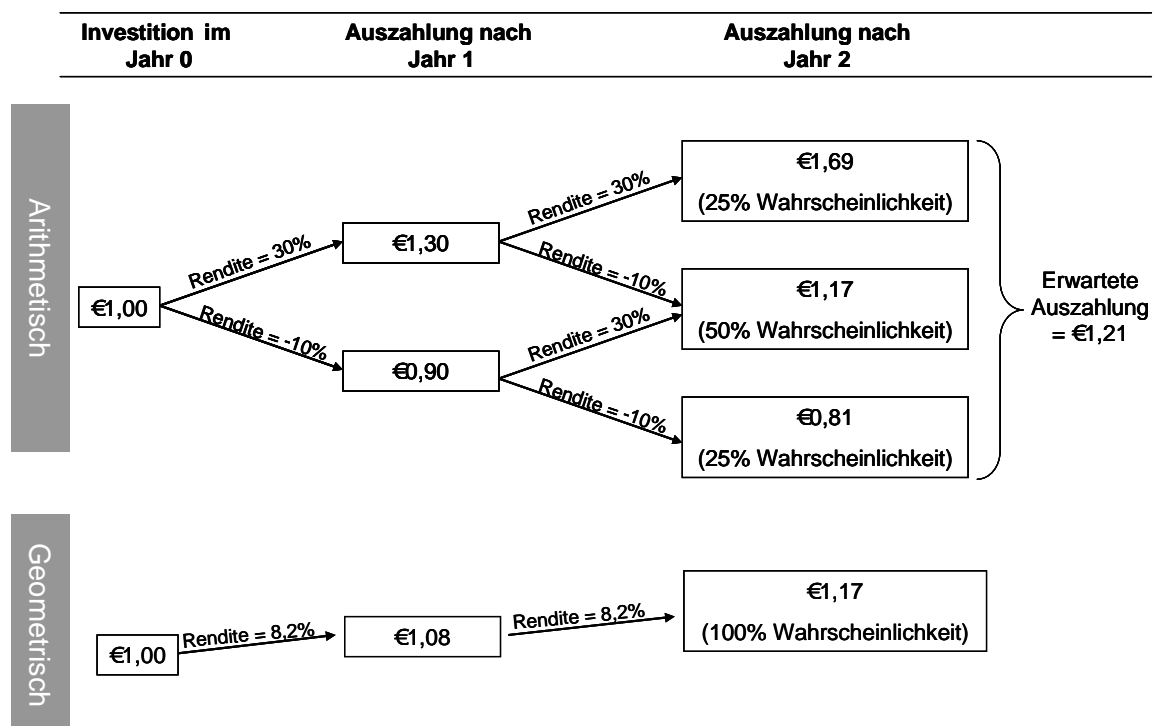 Investition im
Jahr 0
Auszahlung nach
Jahr 1
Auszahlung nach
Jahr 2
Arithmetisch
€1,00
Rendite = 30%
Rendite = -10%
€1,30
€0,90
Rendite = 30%
Rendite = -10%
Rendite = 30%
Rendite = -10%
€1,69
(25% Wahrscheinlichkeit)
€1,17
(50% Wahrscheinlichkeit)
€0,81
(25% Wahrscheinlichkeit)
Erwartete
Auszahlung
= €1,21
Geometrisch
€1,00
Rendite = 8,2%
€1,08
Rendite = 8,2%
€1,17
(100% Wahrscheinlichkeit)